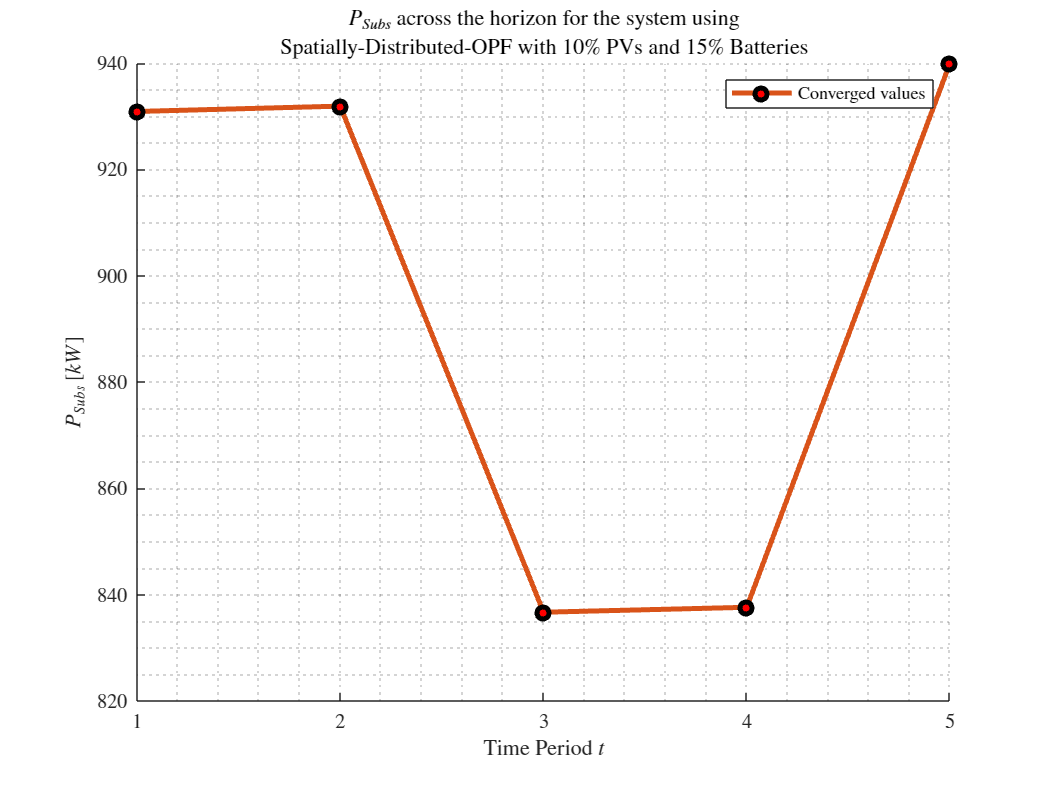 P_Subs across the horizon for the system using
Spatially-Distributed-OPF with 10% PVs and 15% Batteries
Converged values
P_Subs [kW]
940
920
900
880
860
840
820
1 2 3 4 5
Time Period t